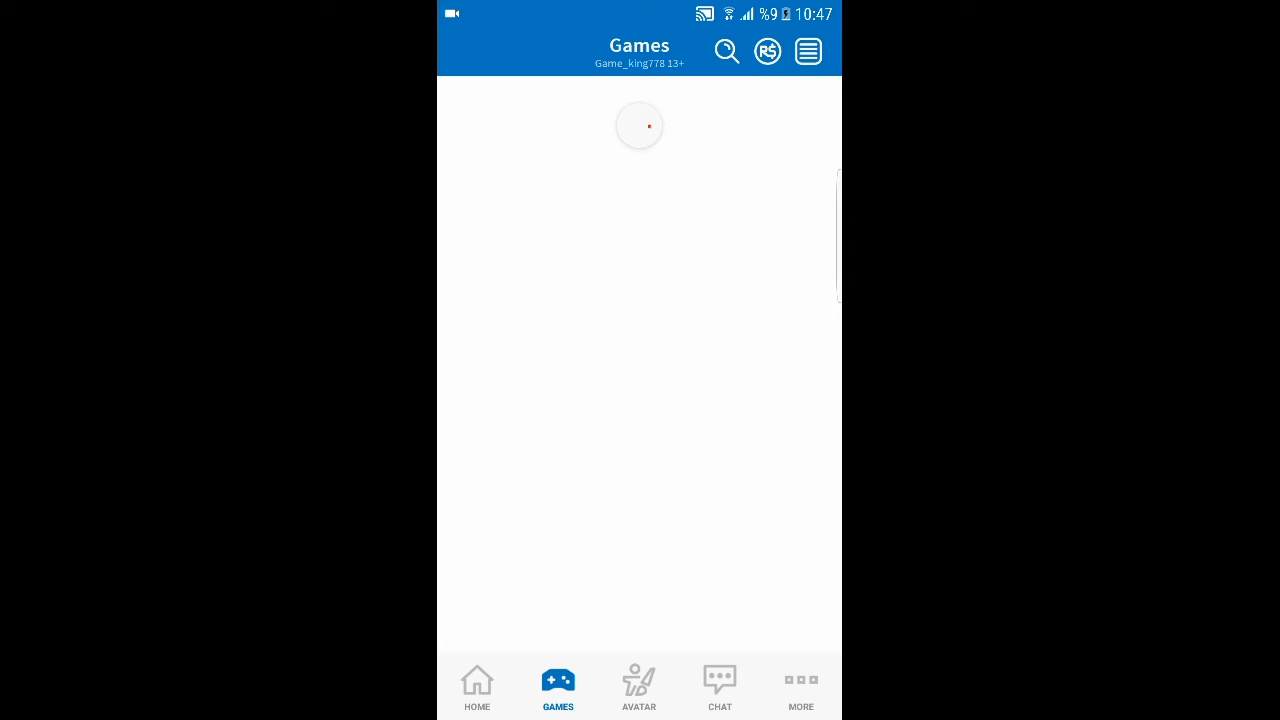 %9 10:47
Games
R$
Game_king778 13+
HOME GAMES AVATAR CHAT MORE